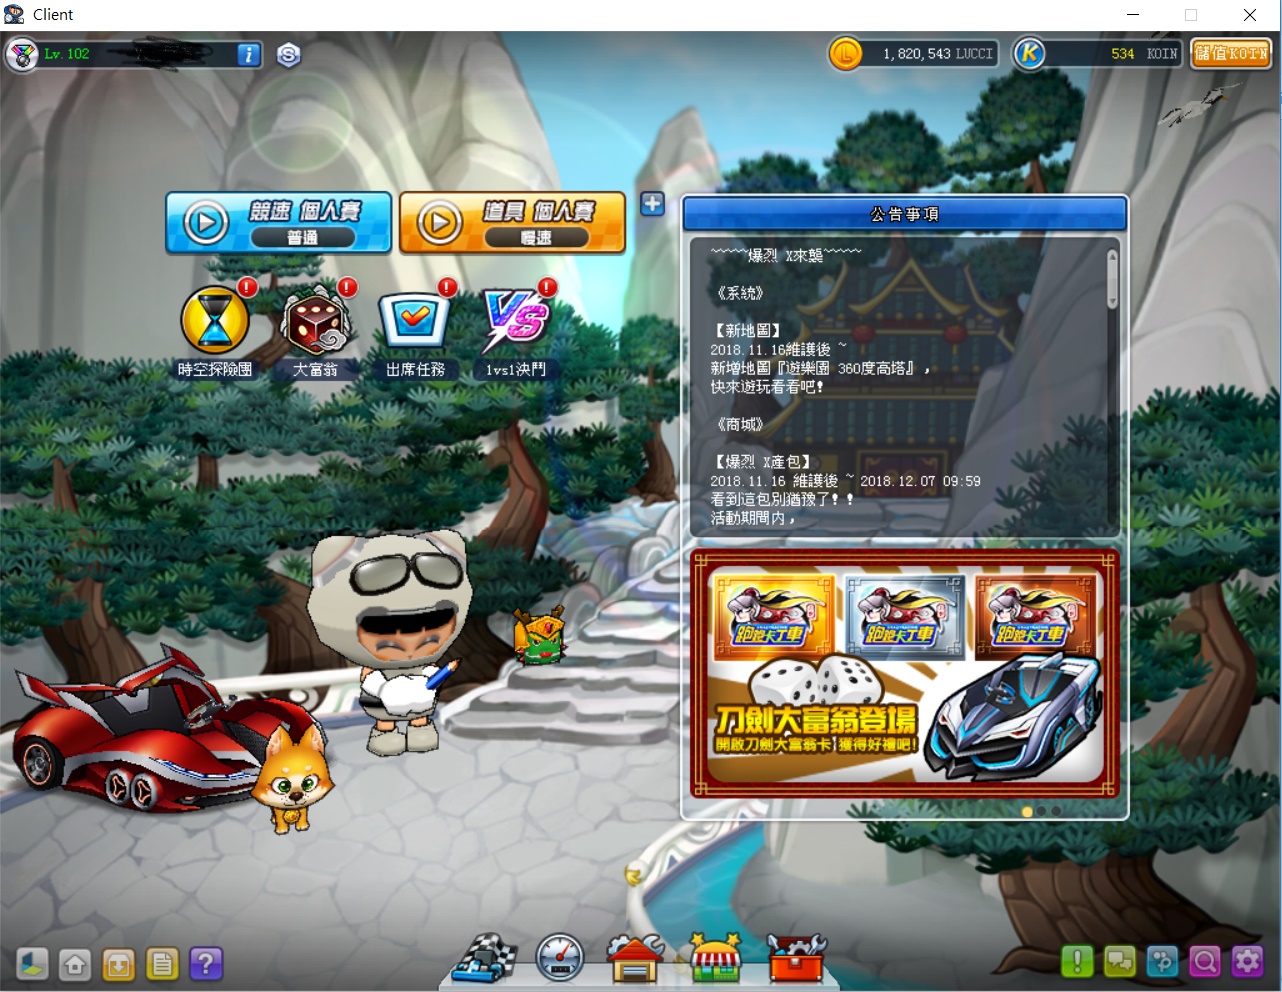 Client
Lv. 102
1,820,543 LUCCI
534 KOIN
儲值KOIN
競速 個人賽
普通
道具 個人賽
慢速
公告事項
~~~~~爆烈 X來襲~~~~~
《系統》
【新地圖】
2018.11.16維護後 ~
新增地圖『遊樂園 360度高塔』，
快來遊玩看看吧!
《商城》
【爆烈 X產包】
2018.11.16 維護後 ~ 2018.12.07 09:59
看到這包別猶豫了!!
活動期間內，
時空探險團
大富翁
出席任務
1vs1決鬥
VS
跑跑卡丁車
跑跑卡丁車
跑跑卡丁車
刀劍大富翁登場
開啟刀劍大富翁卡 獲得好禮吧!